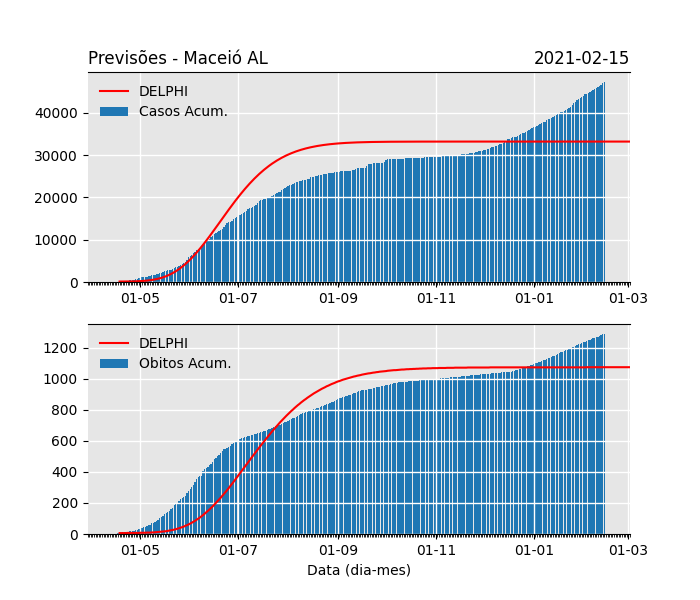 Previsões - Maceió AL 2021-02-15
DELPHI
Casos Acum.
40000
30000
20000
10000
0
01-05 01-07 01-09 01-11 01-01 01-03
DELPHI
Obitos Acum.
1200
1000
800
600
400
200
0
01-05 01-07 01-09 01-11 01-01 01-03
Data (dia-mes)